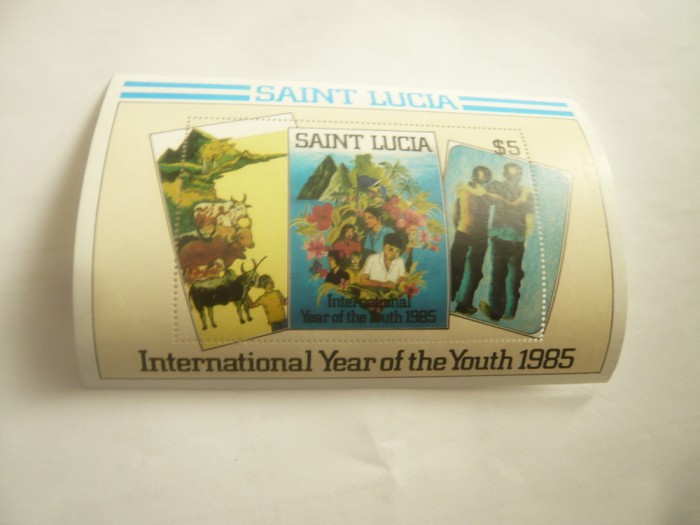 SAINT LUCIA
SAINT LUCIA
$5
International
Year of the Youth 1985
International Year of the Youth 1985